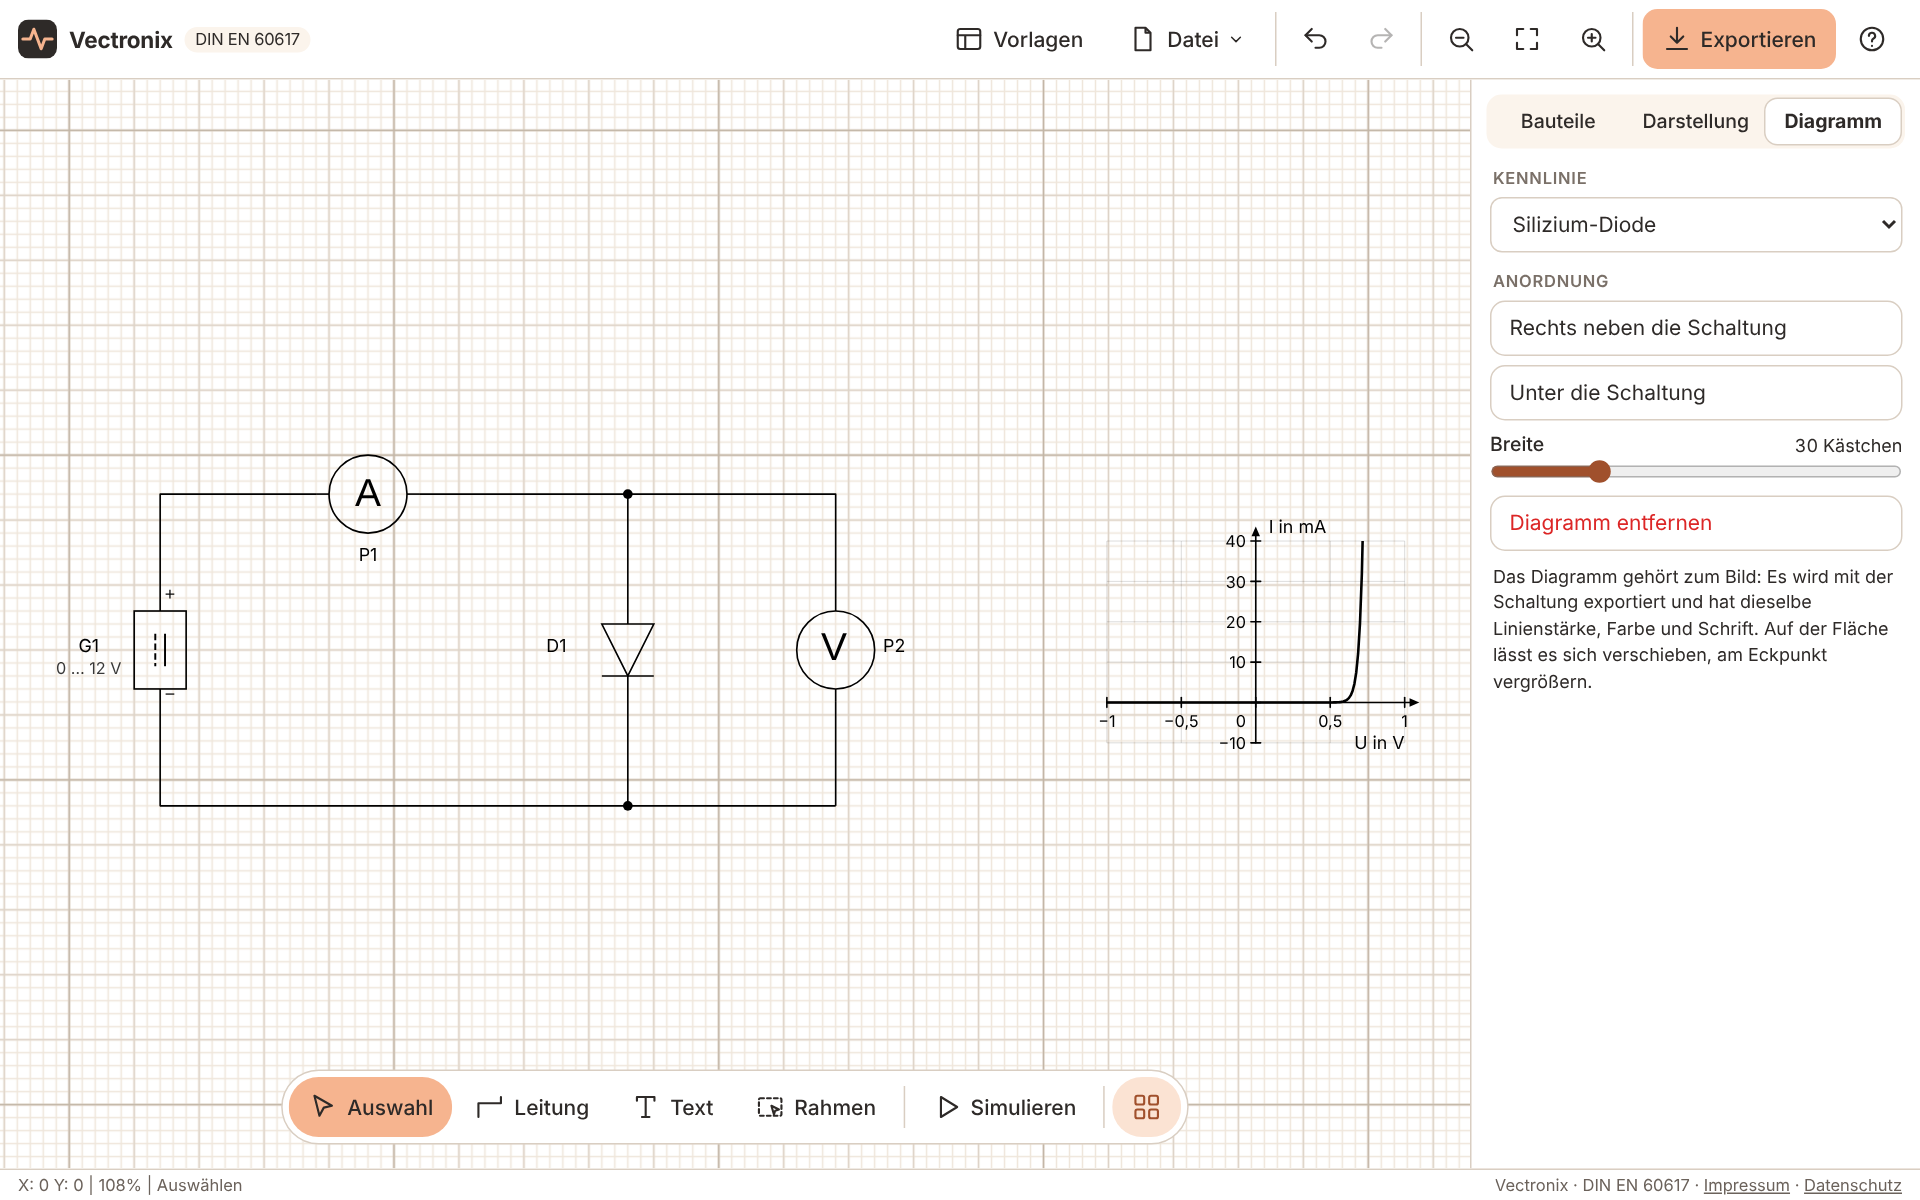 Vectronix DIN EN 60617 Vorlagen Datei Exportieren
Bauteile Darstellung Diagramm
KENNLINIE
Silizium-Diode
ANORDNUNG
Rechts neben die Schaltung
Unter die Schaltung
Breite 30 Kästchen
Diagramm entfernen
Das Diagramm gehört zum Bild: Es wird mit der
Schaltung exportiert und hat dieselbe
Linienstärke, Farbe und Schrift. Auf der Fläche
lässt es sich verschieben, am Eckpunkt
vergrößern.
A
P1
+
G1
0 ... 12 V
−
D1
V
P2
I in mA
40
30
20
10
−1 −0,5 0 0,5 1
−10
U in V
Auswahl Leitung Text Rahmen Simulieren
X: 0 Y: 0 | 108% | Auswählen
Vectronix · DIN EN 60617 · Impressum · Datenschutz